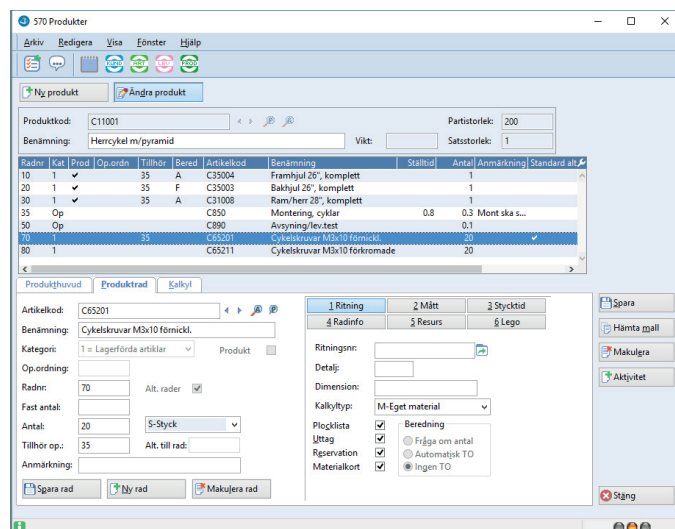 570 Produkter
Arkiv Redigera Visa Fönster Hjälp
KUND ART LEV PROD
Ny produkt Ändra produkt
Produktkod: C11001 Partistorlek: 200
Benämning: Herrcykel m/pyramid Vikt: Satsstorlek: 1
Radnr Kat Prod Op.ordn Tillhör Bered Artikelkod Benämning Ställtid Antal Anmärkning Standard alt
10 1 35 A C35004 Framhjul 26", komplett 1
20 1 35 F C35003 Bakhjul 26", komplett 1
30 1 35 A C31008 Ram/herr 28", komplett 1
35 Op C850 Montering, cyklar 0.8 0.3 Mont ska s...
50 Op C890 Avsyning/lev.test 0.1
70 1 35 C65201 Cykelskruvar M3x10 förnickl. 20
80 1 C65211 Cykelskruvar M3x10 förkromade 20
Produkthuvud Produktrad Kalkyl
Artikelkod: C65201
Benämning: Cykelskruvar M3x10 förnickl.
Kategori: 1 = Lagerförda artiklar Produkt
Op.ordning:
Radnr: 70 Alt. rader
Fast antal:
Antal: 20 S-Styck
Tillhör op.: 35 Alt. till rad:
Anmärkning:
Spara rad Ny rad Makulera rad
1 Ritning 2 Mått 3 Stycktid
4 Radinfo 5 Resurs 6 Lego
Ritningsnr:
Detalj:
Dimension:
Kalkyltyp: M-Eget material
Plocklista Beredning
Uttag Fråga om antal
Reservation Automatisk TO
Materialkort Ingen TO
Spara
Hämta mall
Makulera
Aktivitet
Stäng